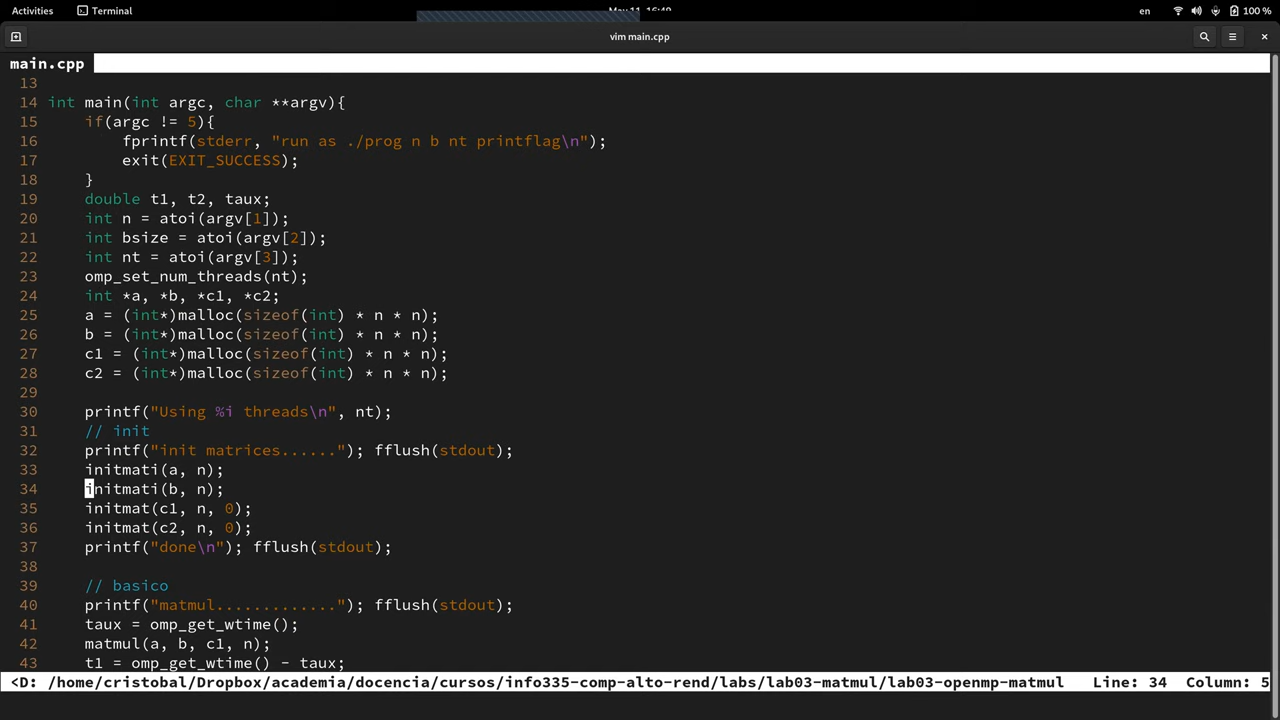 Activities Terminal May 11 16:49 en 100 %
vim main.cpp
main.cpp
13
14 int main(int argc, char **argv){
15 if(argc != 5){
16 fprintf(stderr, "run as ./prog n b nt printflag\n");
17 exit(EXIT_SUCCESS);
18 }
19 double t1, t2, taux;
20 int n = atoi(argv[1]);
21 int bsize = atoi(argv[2]);
22 int nt = atoi(argv[3]);
23 omp_set_num_threads(nt);
24 int *a, *b, *c1, *c2;
25 a = (int*)malloc(sizeof(int) * n * n);
26 b = (int*)malloc(sizeof(int) * n * n);
27 c1 = (int*)malloc(sizeof(int) * n * n);
28 c2 = (int*)malloc(sizeof(int) * n * n);
29
30 printf("Using %i threads\n", nt);
31 // init
32 printf("init matrices......"); fflush(stdout);
33 initmati(a, n);
34 initmati(b, n);
35 initmat(c1, n, 0);
36 initmat(c2, n, 0);
37 printf("done\n"); fflush(stdout);
38
39 // basico
40 printf("matmul............."); fflush(stdout);
41 taux = omp_get_wtime();
42 matmul(a, b, c1, n);
43 t1 = omp_get_wtime() - taux;
<D: /home/cristobal/Dropbox/academia/docencia/cursos/info335-comp-alto-rend/labs/lab03-matmul/lab03-openmp-matmul Line: 34 Column: 5